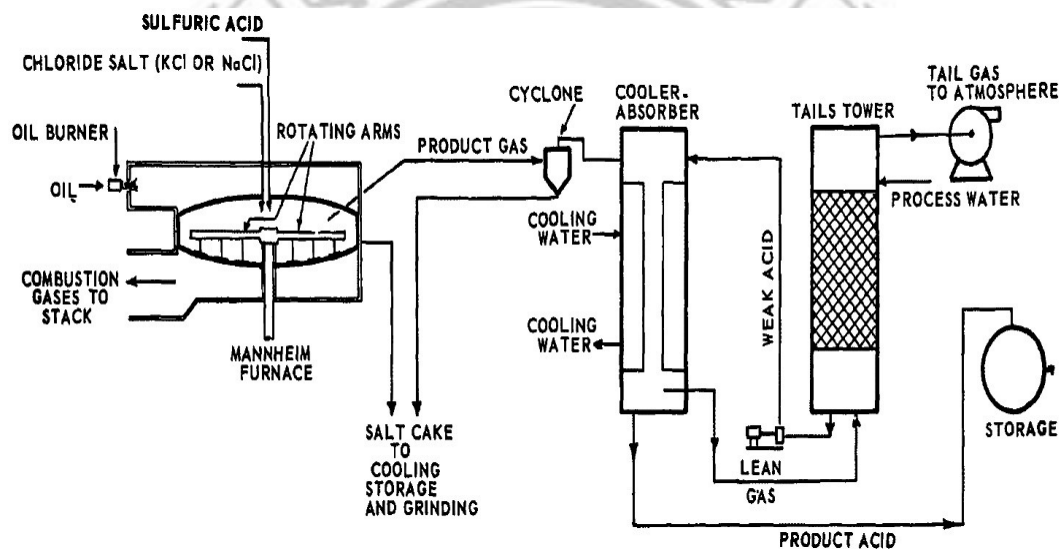 SULFURIC ACID
CHLORIDE SALT (KCl OR NaCl)
OIL BURNER
OIL
ROTATING ARMS
PRODUCT GAS
CYCLONE
COOLER-
ABSORBER
TAILS TOWER
TAIL GAS
TO ATMOSPHERE
PROCESS WATER
COOLING
WATER
COOLING
WATER
WEAK ACID
COMBUSTION
GASES TO
STACK
MANNHEIM
FURNACE
SALT CAKE
TO
COOLING
STORAGE
AND GRINDING
LEAN
GAS
STORAGE
PRODUCT ACID